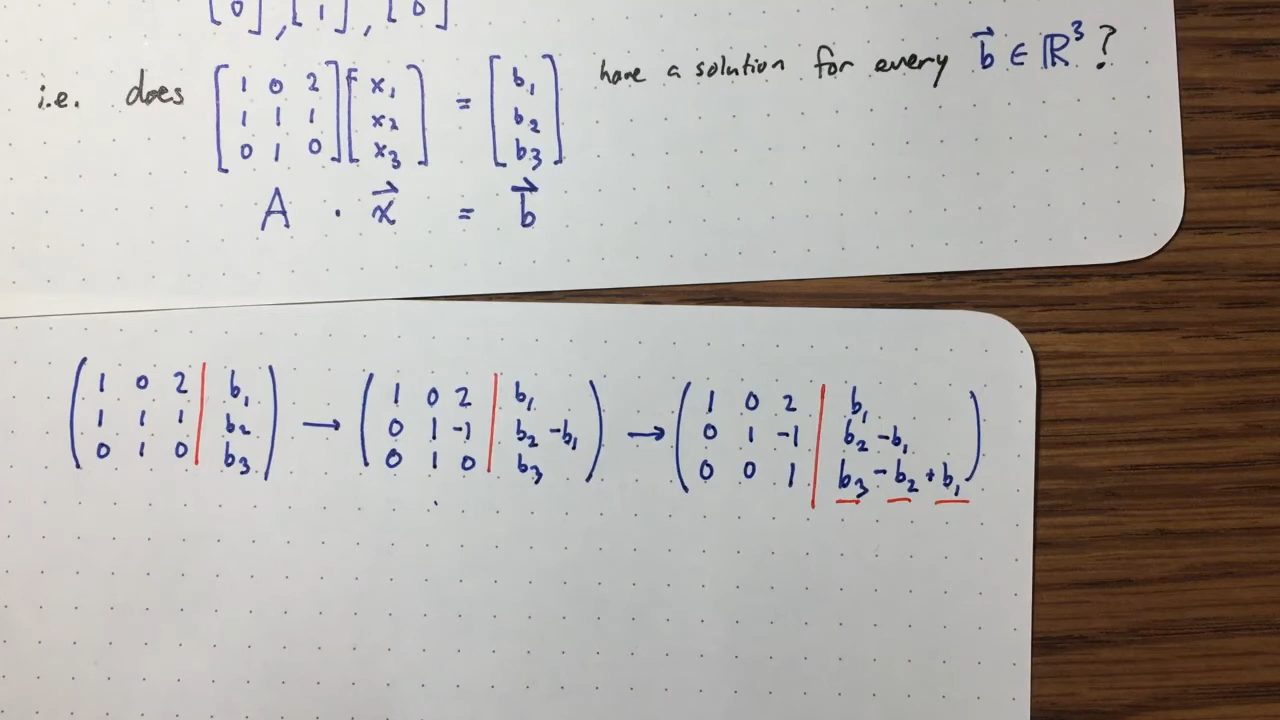 [0], [1], [0]
i.e. does [1 0 2] [x₁] = [b₁] have a solution for every b⃗ ∈ ℝ³?
[1 1 1] [x₂] [b₂]
[0 1 0] [x₃] [b₃]
A · x⃗ = b⃗
(1 0 2 | b₁) → (1 0 2 | b₁) → (1 0 2 | b₁)
(1 1 1 | b₂) (0 1 -1 | b₂ - b₁) (0 1 -1 | b₂ - b₁)
(0 1 0 | b₃) (0 1 0 | b₃) (0 0 1 | b₃ - b₂ + b₁)